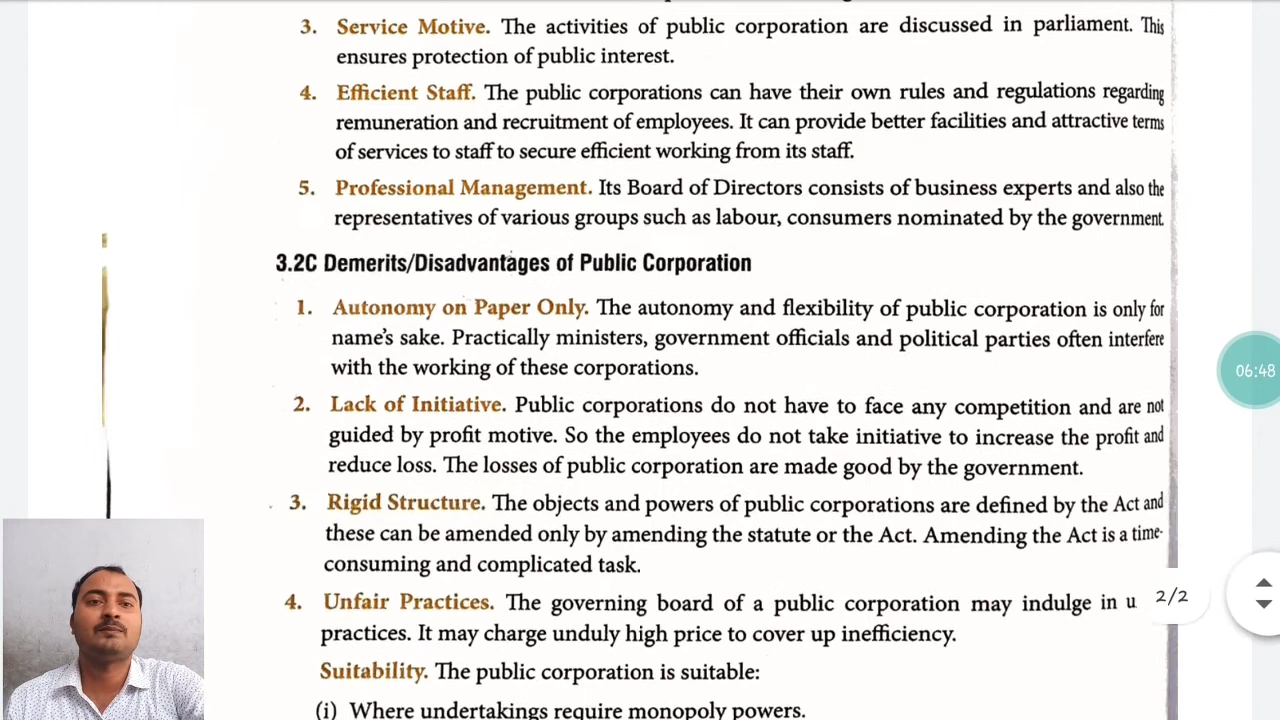 3. Service Motive. The activities of public corporation are discussed in parliament. This
ensures protection of public interest.
4. Efficient Staff. The public corporations can have their own rules and regulations regarding
remuneration and recruitment of employees. It can provide better facilities and attractive terms
of services to staff to secure efficient working from its staff.
5. Professional Management. Its Board of Directors consists of business experts and also the
representatives of various groups such as labour, consumers nominated by the government.
3.2C Demerits/Disadvantages of Public Corporation
1. Autonomy on Paper Only. The autonomy and flexibility of public corporation is only for
name's sake. Practically ministers, government officials and political parties often interfere
with the working of these corporations.
06:48
2. Lack of Initiative. Public corporations do not have to face any competition and are not
guided by profit motive. So the employees do not take initiative to increase the profit and
reduce loss. The losses of public corporation are made good by the government.
3. Rigid Structure. The objects and powers of public corporations are defined by the Act and
these can be amended only by amending the statute or the Act. Amending the Act is a time-
consuming and complicated task.
4. Unfair Practices. The governing board of a public corporation may indulge in u
2/2
practices. It may charge unduly high price to cover up inefficiency.
Suitability. The public corporation is suitable:
(i) Where undertakings require monopoly powers.